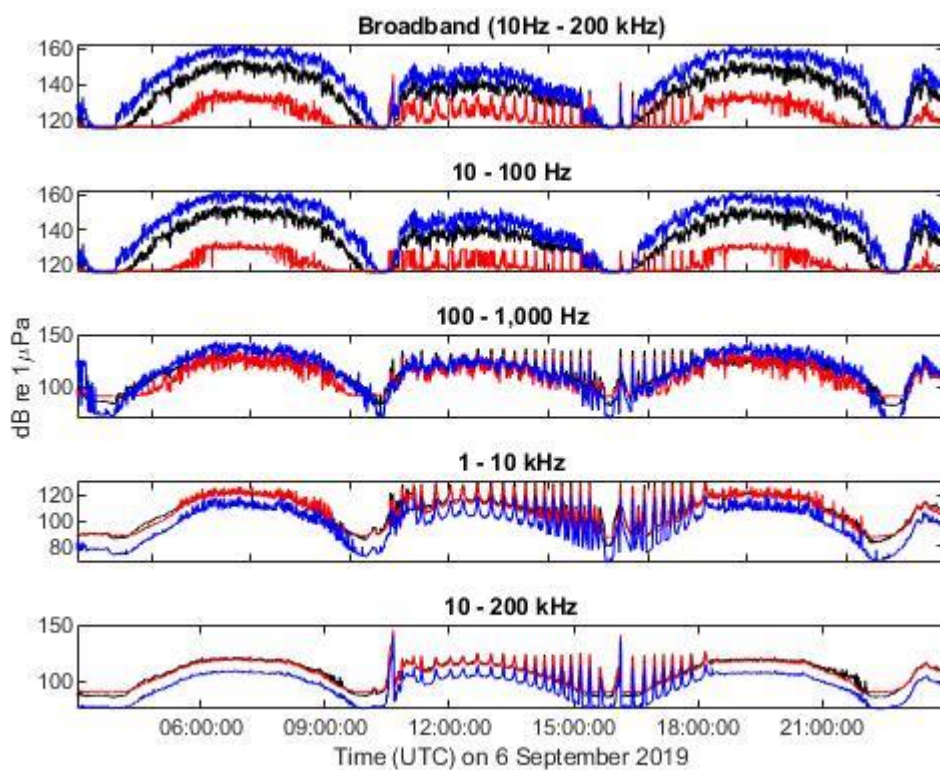 Broadband (10Hz - 200 kHz)
160
140
120
10 - 100 Hz
160
140
120
100 - 1,000 Hz
150
100
dB re 1μPa
1 - 10 kHz
120
100
80
10 - 200 kHz
150
100
06:00:00 09:00:00 12:00:00 15:00:00 18:00:00 21:00:00
Time (UTC) on 6 September 2019